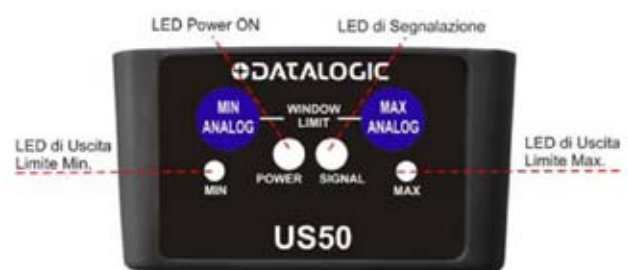 LED Power ON
LED di Segnalazione
DATALOGIC
MIN
ANALOG
WINDOW
LIMIT
MAX
ANALOG
LED di Uscita
Limite Min.
LED di Uscita
Limite Max.
MIN
POWER
SIGNAL
MAX
US50